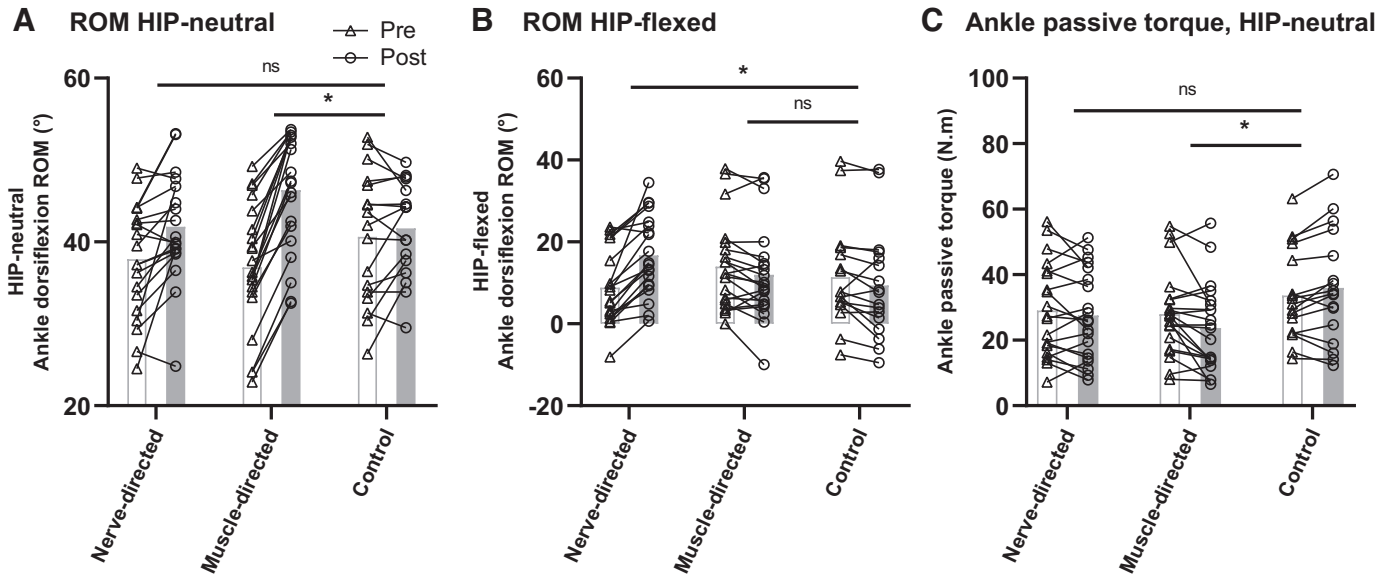 A ROM HIP-neutral
Pre
Post
ns
*
60
40
20
HIP-neutral
Ankle dorsiflexion ROM (°)
Nerve-directed
Muscle-directed
Control
B ROM HIP-flexed
*
ns
60
40
20
0
-20
HIP-flexed
Ankle dorsiflexion ROM (°)
Nerve-directed
Muscle-directed
Control
C Ankle passive torque, HIP-neutral
ns
*
100
80
60
40
20
0
Ankle passive torque (N.m)
Nerve-directed
Muscle-directed
Control